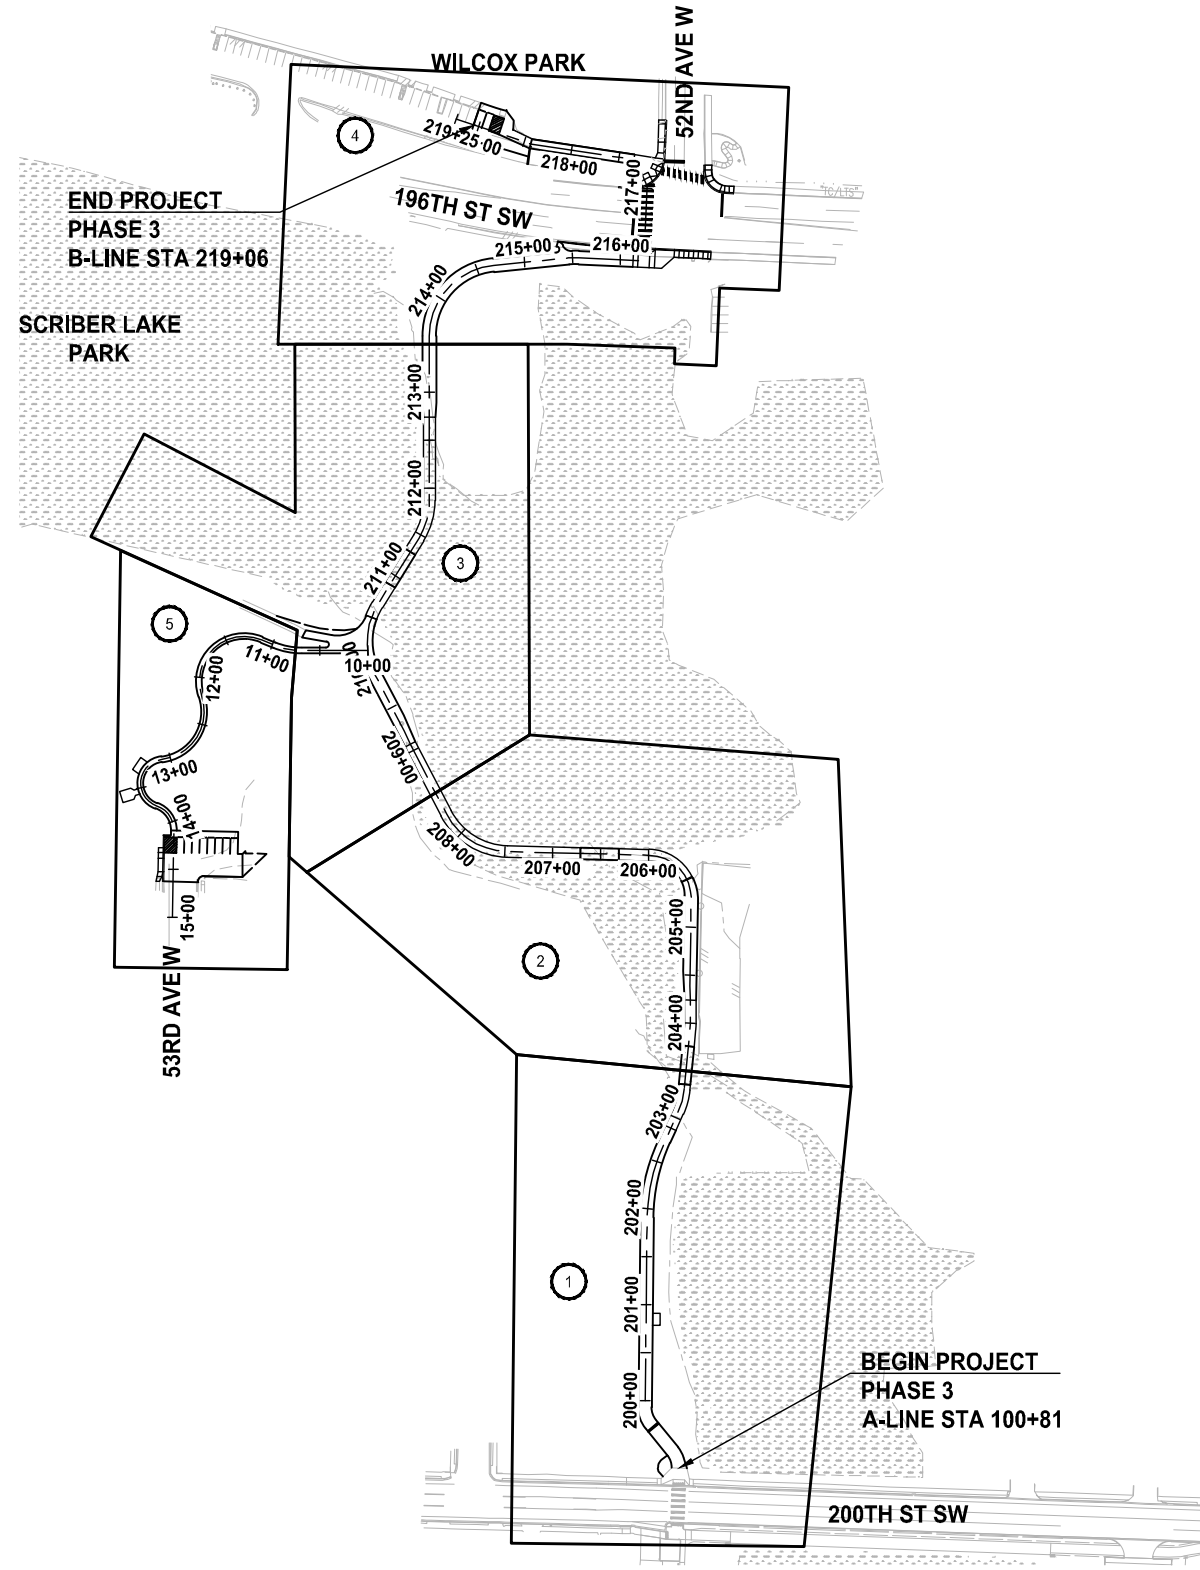 WILCOX PARK
52ND AVE W
4
219+25.00
218+00
217+00
END PROJECT
PHASE 3
B-LINE STA 219+06
"TC/LTS"
196TH ST SW
215+00
216+00
214+00
SCRIBER LAKE
PARK
213+00
212+00
211+00
3
5
11+00
10+00
12+00
209+00
13+00
14+00
208+00
207+00
206+00
15+00
205+00
2
53RD AVE W
204+00
203+00
202+00
1
201+00
BEGIN PROJECT
PHASE 3
A-LINE STA 100+81
200+00
200TH ST SW